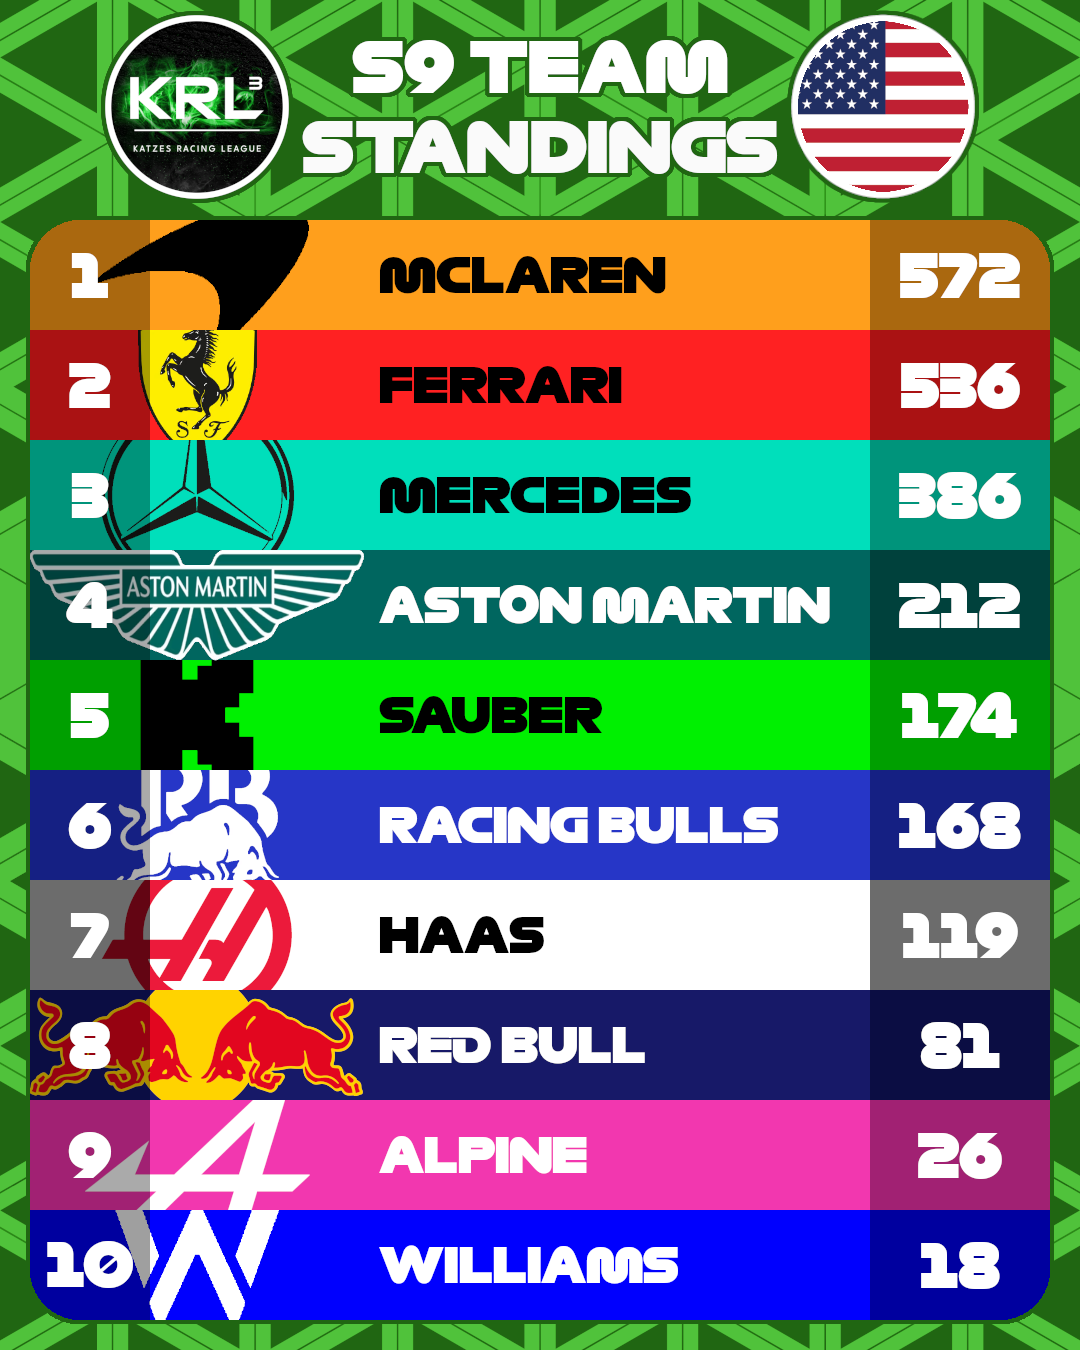 KRL3
KATZES RACING LEAGUE
S9 TEAM
STANDINGS
1 MCLAREN 572
2 S F FERRARI 536
3 MERCEDES 386
4 ASTON MARTIN ASTON MARTIN 212
5 SAUBER 174
6 RB RACING BULLS 168
7 HAAS 119
8 RED BULL 81
9 ALPINE 26
10 WILLIAMS 18